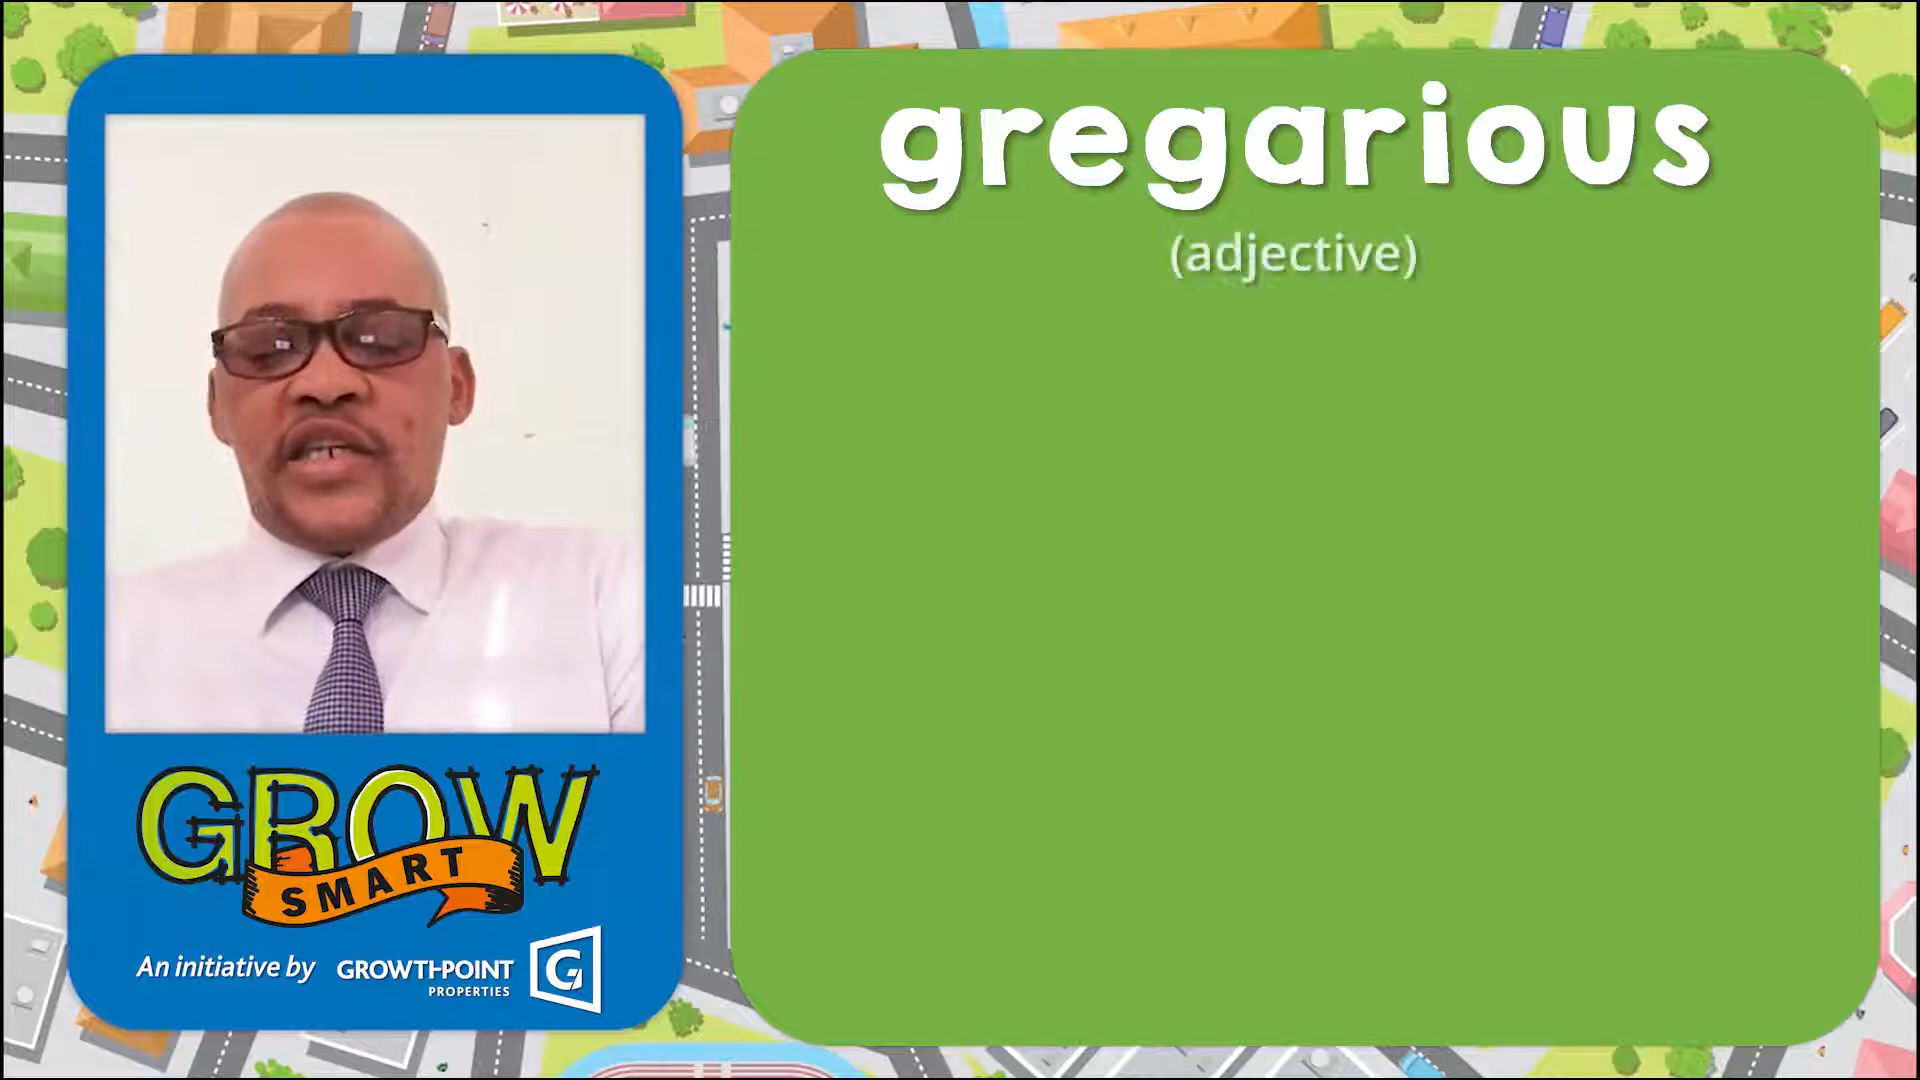 gregarious
(adjective)
GROW
SMART
An initiative by GROWTHPOINT
PROPERTIES